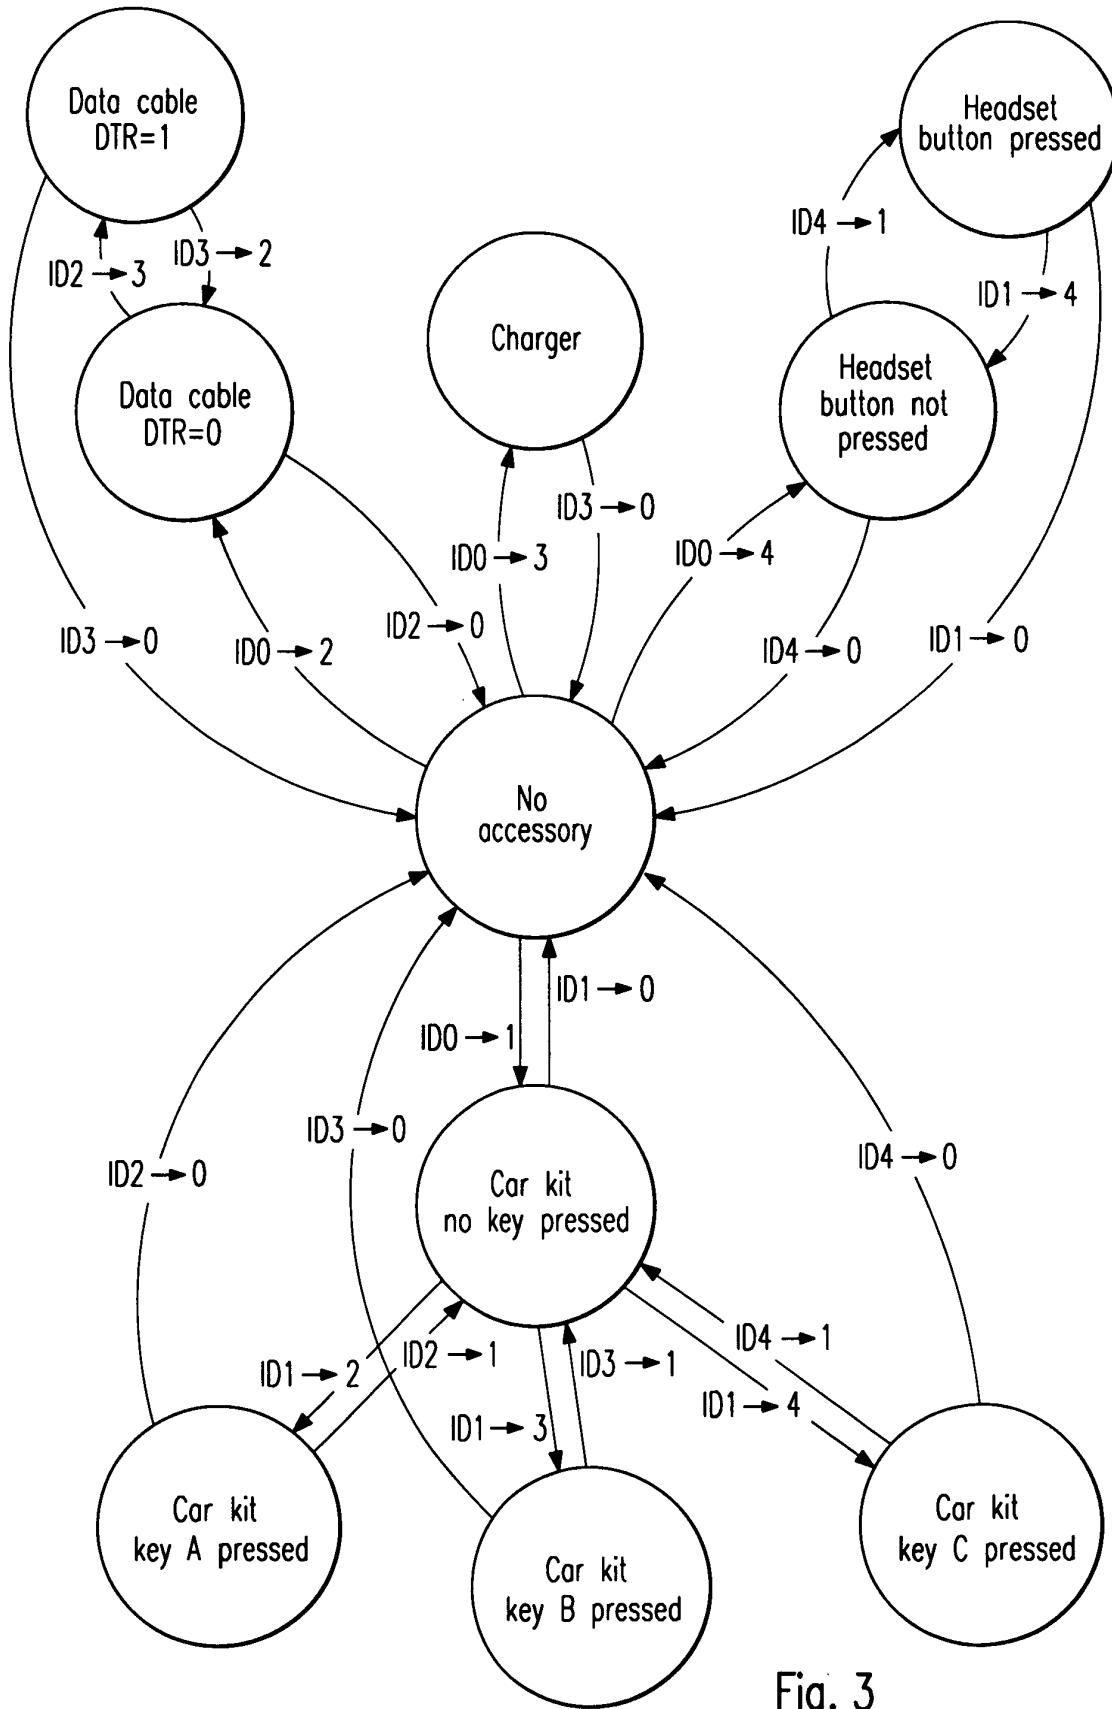 Data cable
DTR=1
Headset
button pressed
ID4→1
ID3→2
ID2→3
ID1→4
Charger
Headset
button not
pressed
Data cable
DTR=0
ID3→0
ID0→3
ID0→4
ID2→0
ID3→0
ID0→2
ID4→0
ID1→0
No
accessory
ID1→0
ID0→1
ID3→0
ID2→0
ID4→0
Car kit
no key pressed
ID4→1
ID2→1
ID3→1
ID1→2
ID1→4
ID1→3
Car kit
key A pressed
Car kit
key C pressed
Car kit
key B pressed
Fig. 3